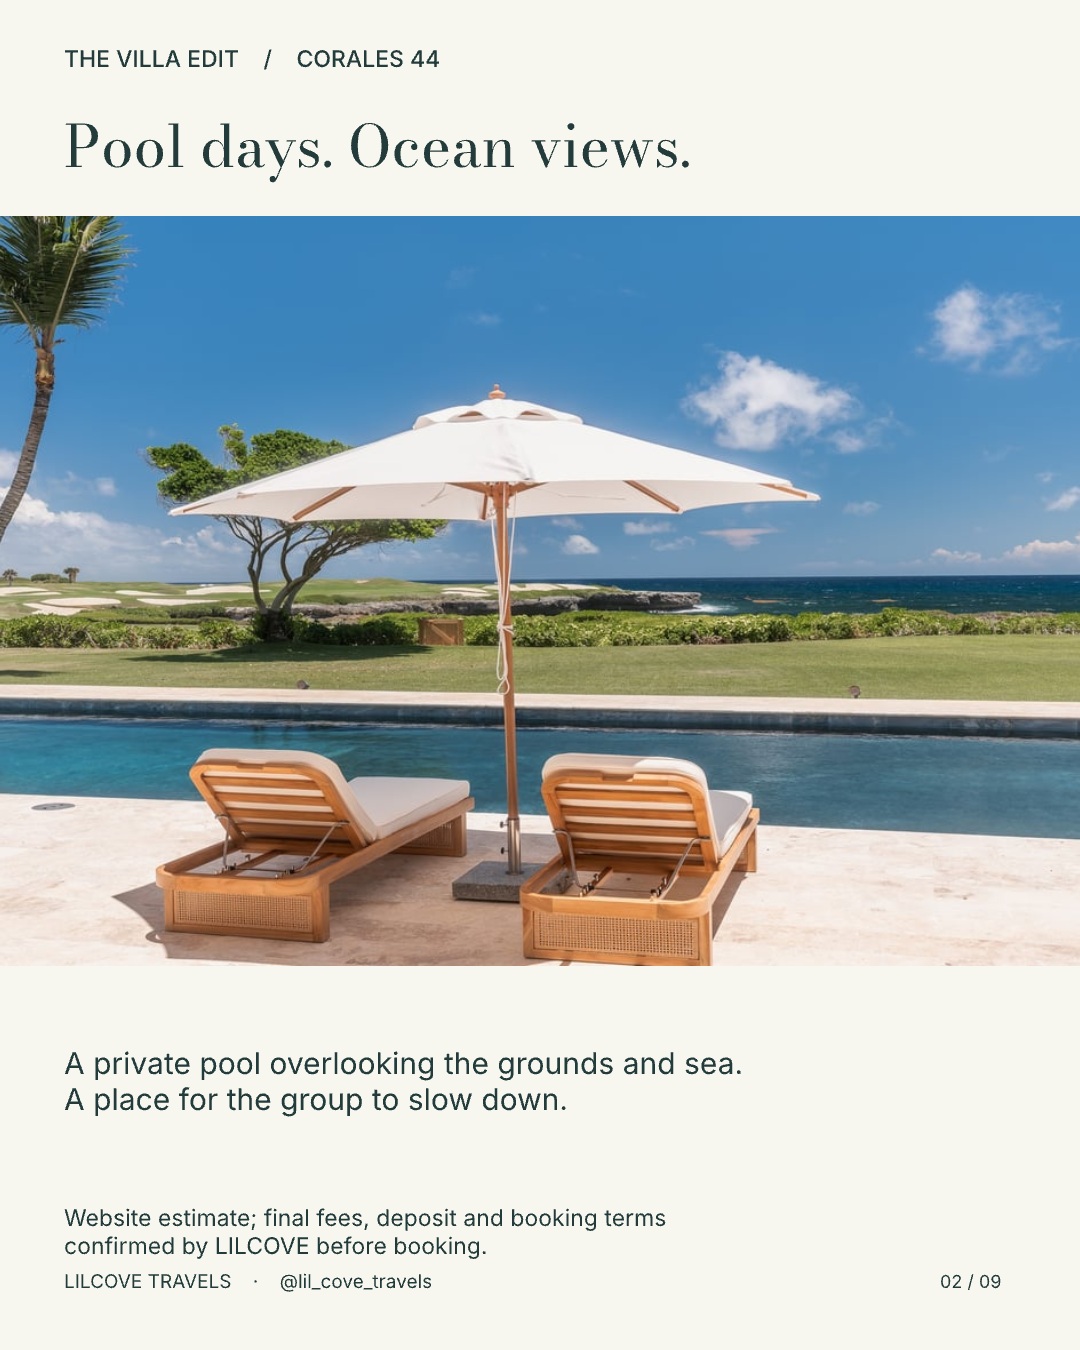 THE VILLA EDIT / CORALES 44
Pool days. Ocean views.
A private pool overlooking the grounds and sea.
A place for the group to slow down.
Website estimate; final fees, deposit and booking terms
confirmed by LILCOVE before booking.
LILCOVE TRAVELS · @lil_cove_travels
02 / 09